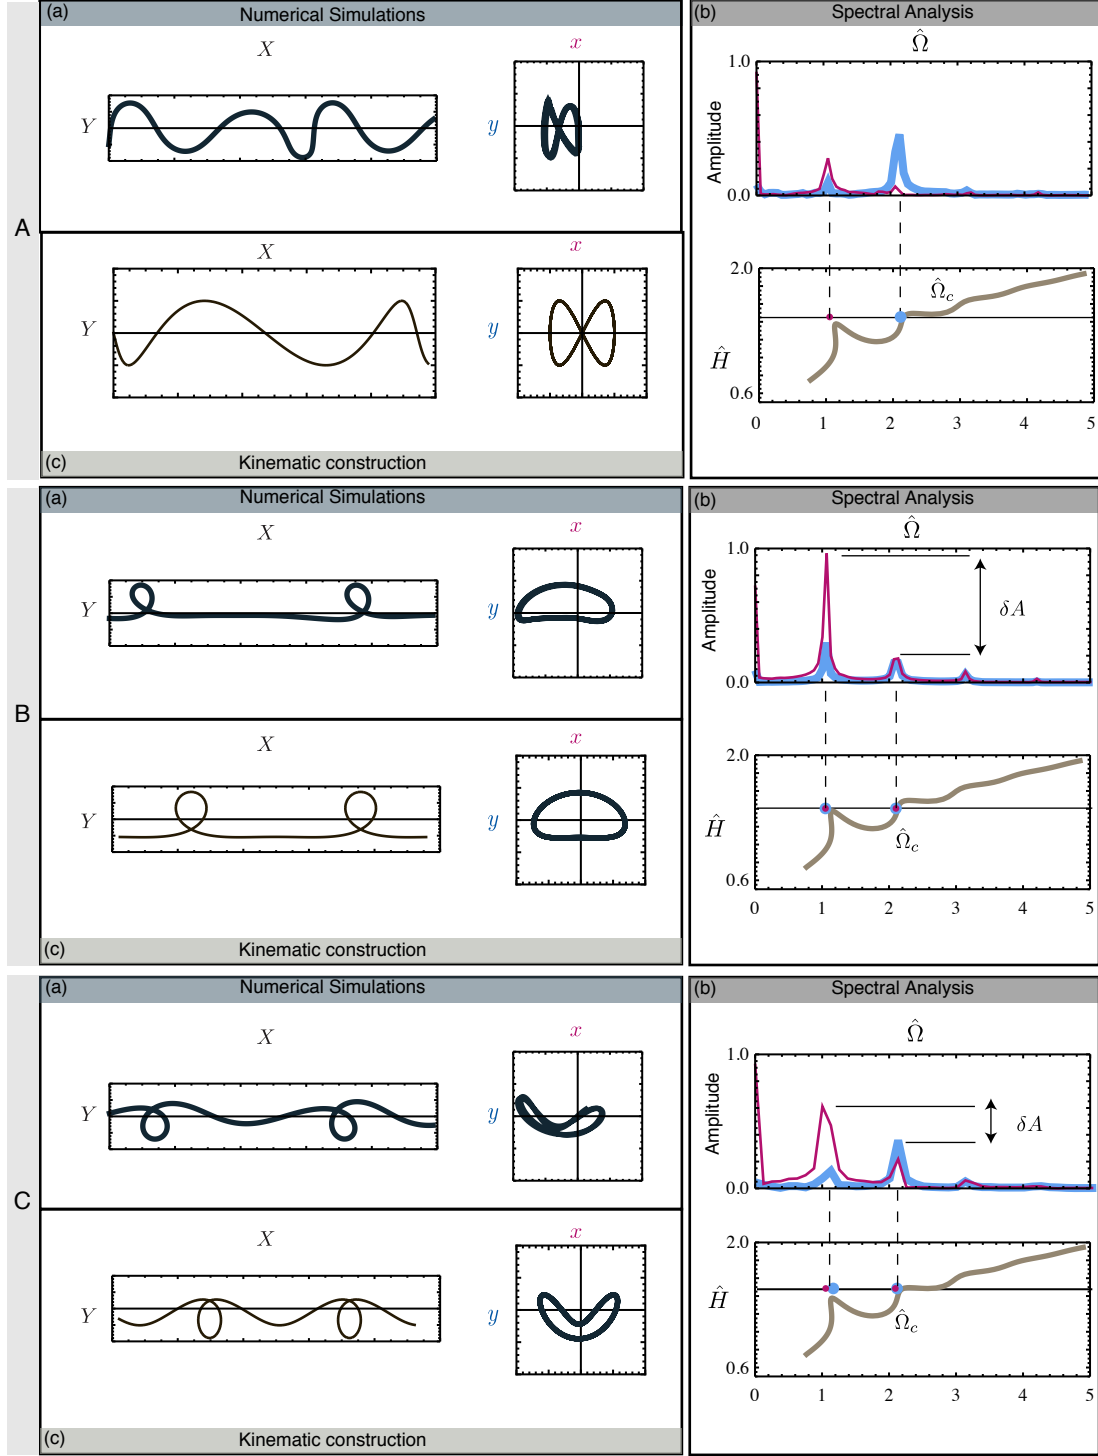 A
(a) Numerical Simulations
X
x
Y
y
X
x
Y
y
(c) Kinematic construction
(b) Spectral Analysis
Ω̂
1.0
Amplitude
0.0
2.0
Ω̂c
Ĥ
0.6
0 1 2 3 4 5
B
(a) Numerical Simulations
X
x
Y
y
X
x
Y
y
(c) Kinematic construction
(b) Spectral Analysis
Ω̂
1.0
Amplitude
δA
0.0
2.0
Ĥ
Ω̂c
0.6
0 1 2 3 4 5
C
(a) Numerical Simulations
X
x
Y
y
X
x
Y
y
(c) Kinematic construction
(b) Spectral Analysis
Ω̂
1.0
Amplitude
δA
0.0
2.0
Ĥ
Ω̂c
0.6
0 1 2 3 4 5